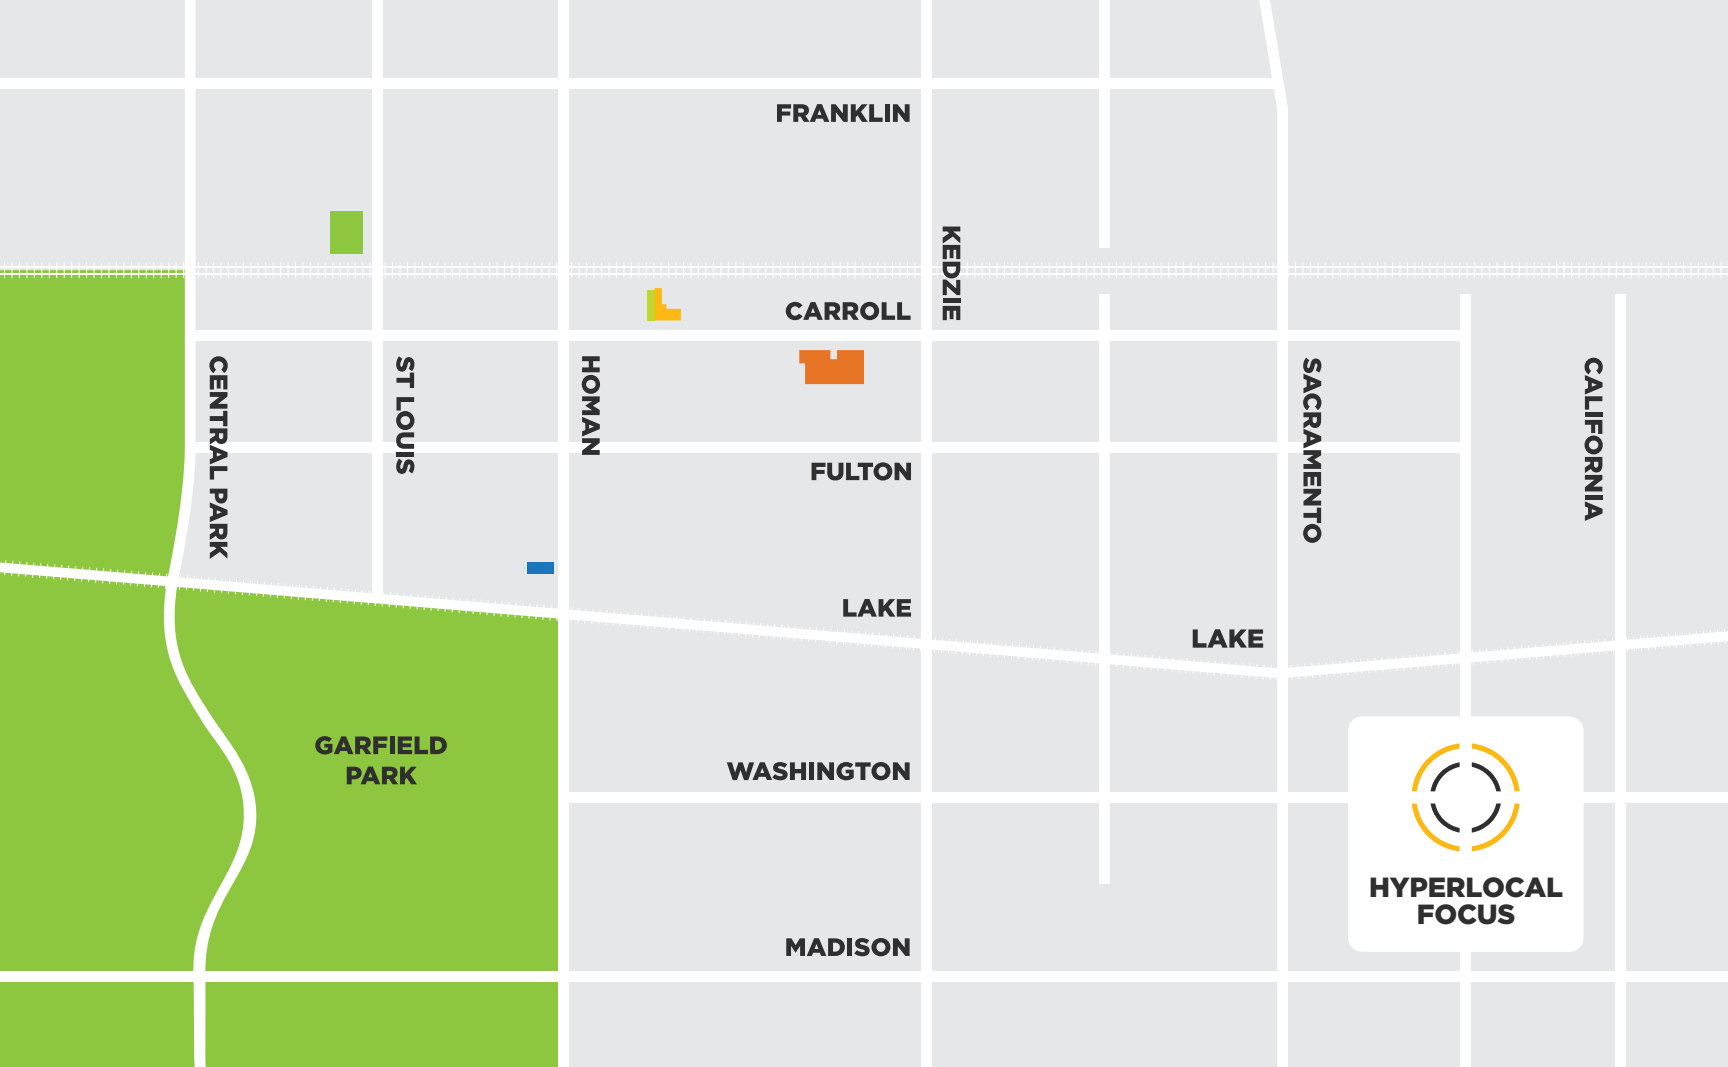 FRANKLIN
KEDZIE
CARROLL
CENTRAL PARK
ST LOUIS
HOMAN
SACRAMENTO
CALIFORNIA
FULTON
LAKE
LAKE
GARFIELD
PARK
WASHINGTON
HYPERLOCAL
FOCUS
MADISON